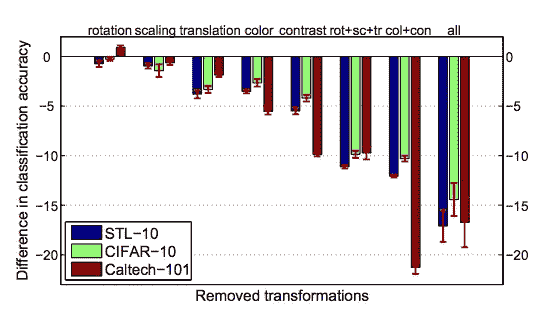 rotation scaling translation color contrast rot+sc+tr col+con all
0 0
−5 −5
−10 −10
−15 −15
−20 −20
Difference in classification accuracy
STL−10
CIFAR−10
Caltech−101
Removed transformations